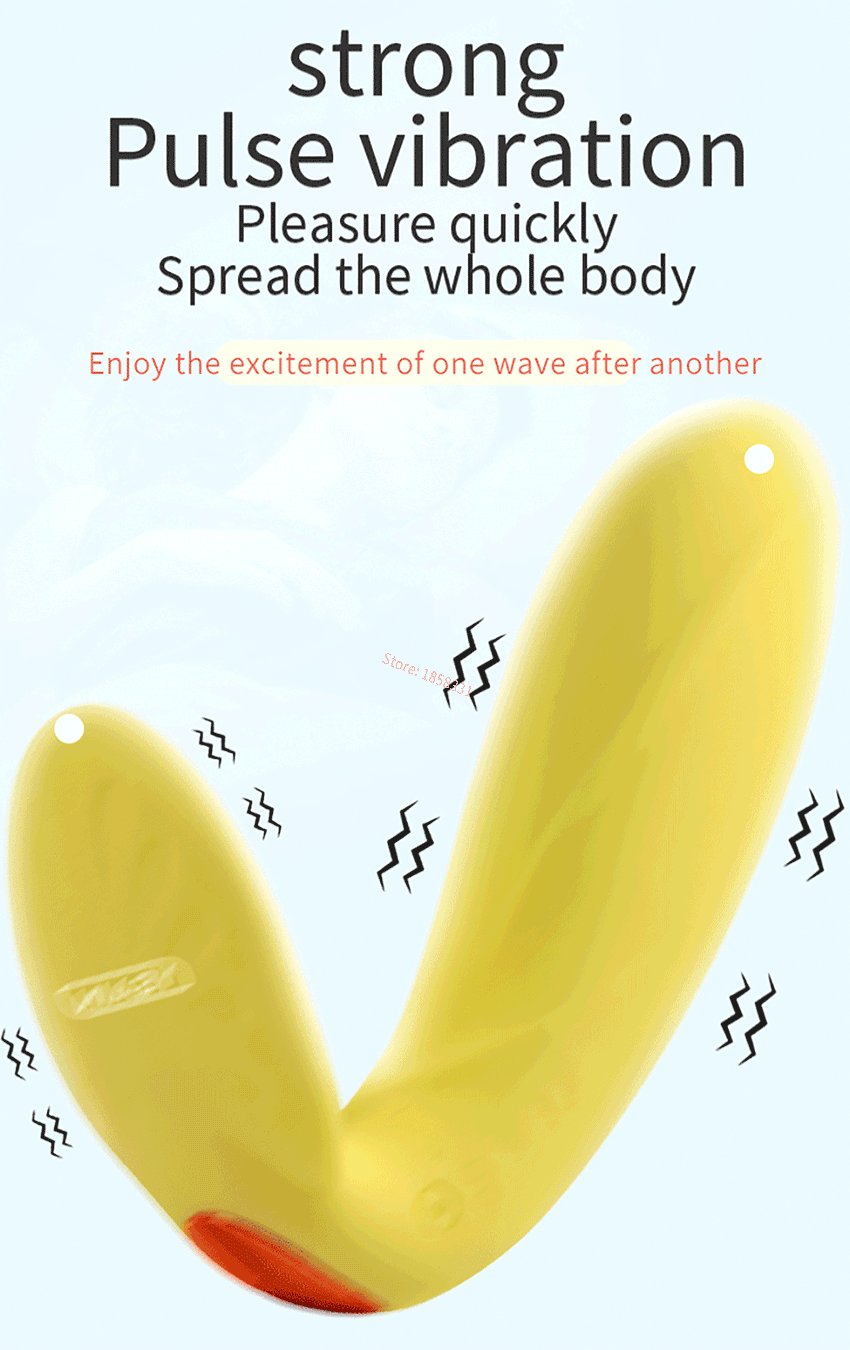 strong
Pulse vibration
Pleasure quickly
Spread the whole body
Enjoy the excitement of one wave after another